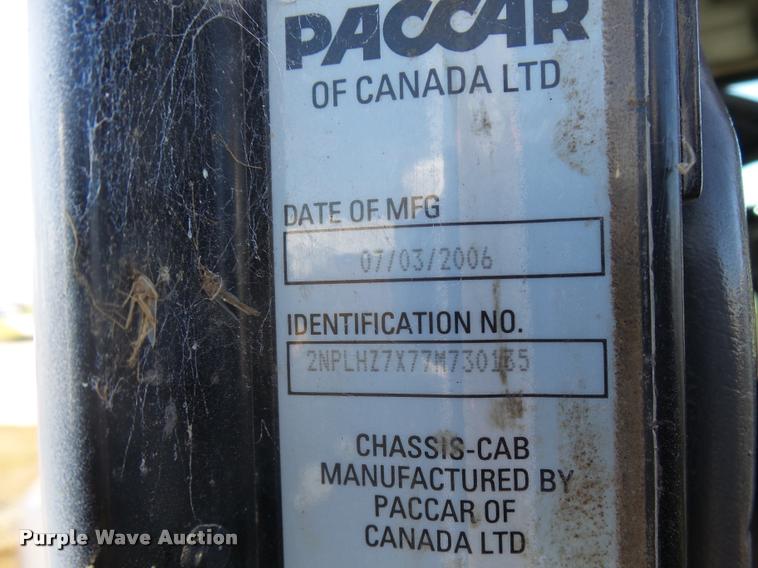 PACCAR
OF CANADA LTD
DATE OF MFG
07/03/2006
IDENTIFICATION NO.
2NPLHZ7X77M730135
CHASSIS-CAB
MANUFACTURED BY
PACCAR OF
CANADA LTD
Purple Wave Auction